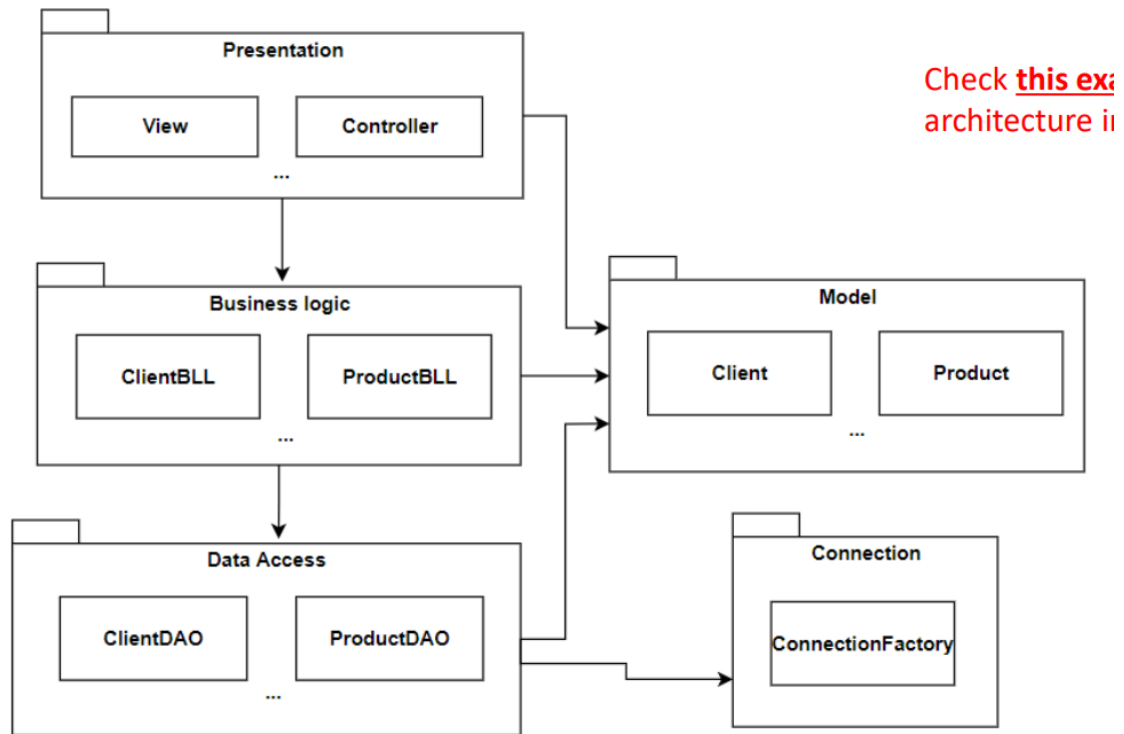 Presentation
View
Controller
...
Check this exa
architecture i
Business logic
ClientBLL
ProductBLL
...
Model
Client
Product
...
Data Access
ClientDAO
ProductDAO
...
Connection
ConnectionFactory